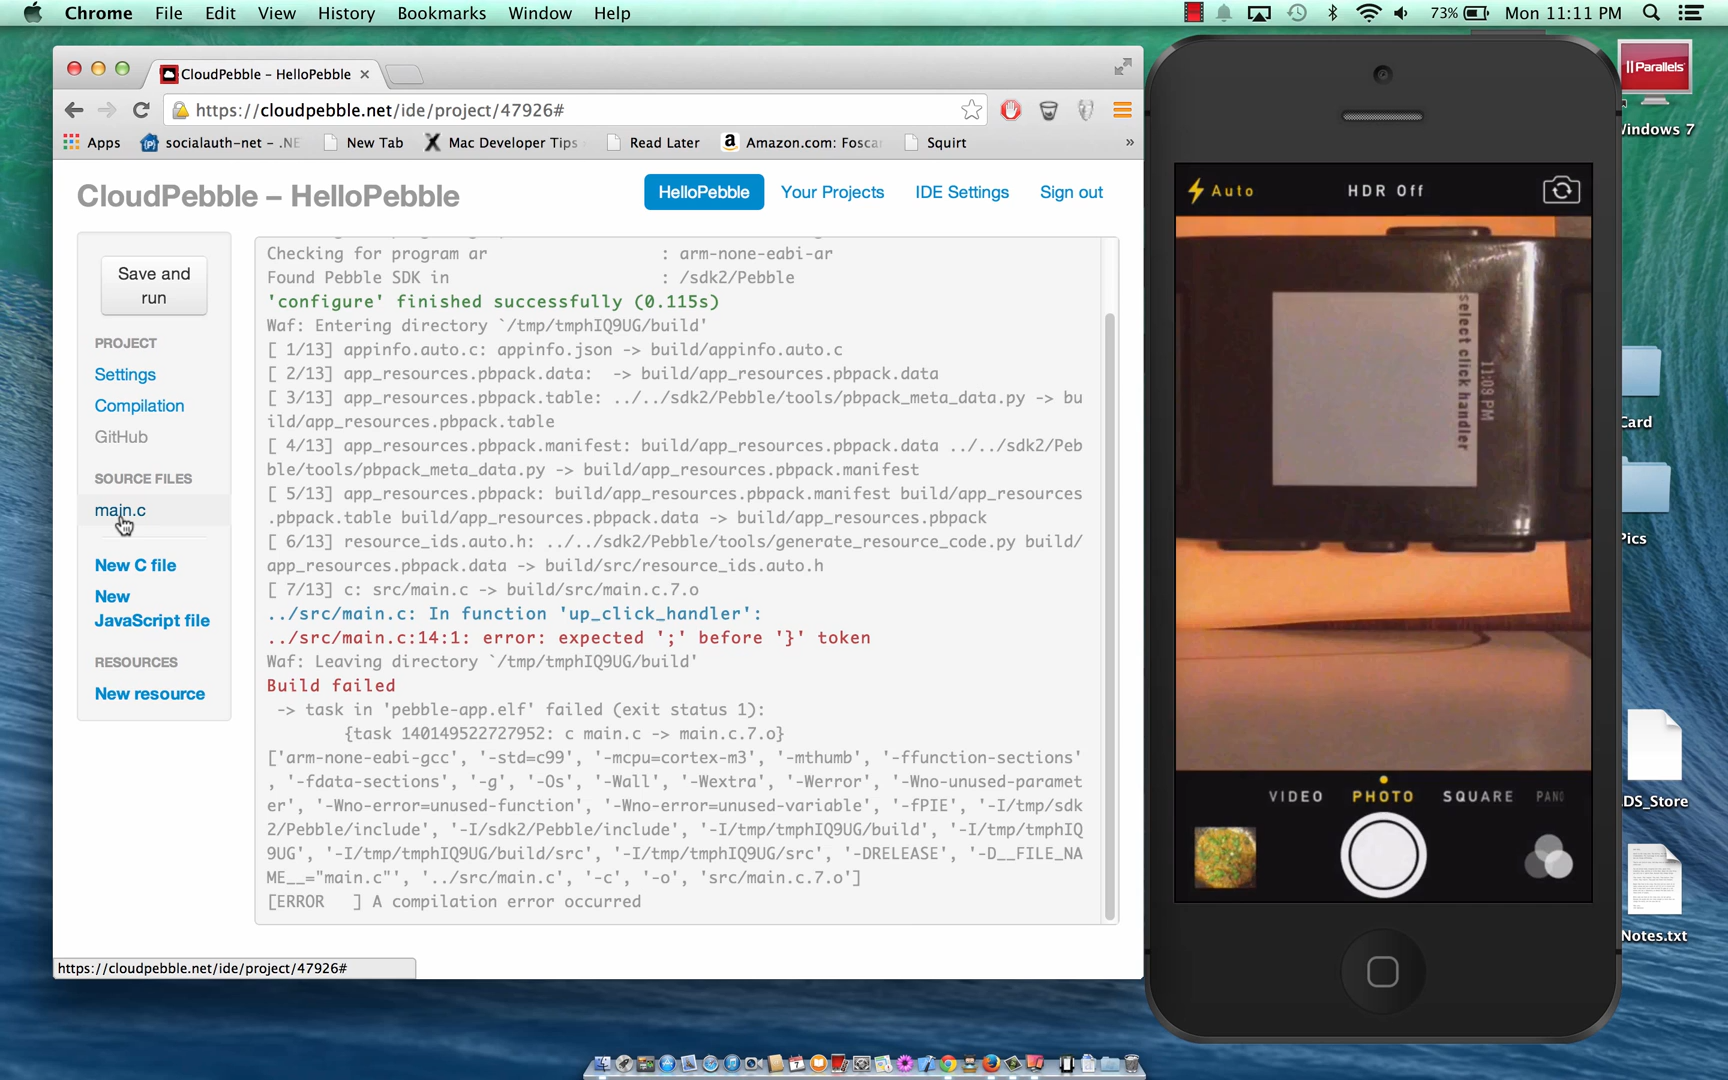 Chrome File Edit View History Bookmarks Window Help 73% Mon 11:11 PM
CloudPebble – HelloPebble
https://cloudpebble.net/ide/project/47926#
Apps socialauth-net - .NE New Tab Mac Developer Tips Read Later Amazon.com: Foscar Squirt »
CloudPebble – HelloPebble
HelloPebble Your Projects IDE Settings Sign out
Save and
run
PROJECT
Settings
Compilation
GitHub
SOURCE FILES
main.c
New C file
New
JavaScript file
RESOURCES
New resource
Checking for program ar : arm-none-eabi-ar
Found Pebble SDK in : /sdk2/Pebble
'configure' finished successfully (0.115s)
Waf: Entering directory `/tmp/tmphIQ9UG/build'
[ 1/13] appinfo.auto.c: appinfo.json -> build/appinfo.auto.c
[ 2/13] app_resources.pbpack.data: -> build/app_resources.pbpack.data
[ 3/13] app_resources.pbpack.table: ../../sdk2/Pebble/tools/pbpack_meta_data.py -> bu
ild/app_resources.pbpack.table
[ 4/13] app_resources.pbpack.manifest: build/app_resources.pbpack.data ../../sdk2/Peb
ble/tools/pbpack_meta_data.py -> build/app_resources.pbpack.manifest
[ 5/13] app_resources.pbpack: build/app_resources.pbpack.manifest build/app_resources
.pbpack.table build/app_resources.pbpack.data -> build/app_resources.pbpack
[ 6/13] resource_ids.auto.h: ../../sdk2/Pebble/tools/generate_resource_code.py build/
app_resources.pbpack.data -> build/src/resource_ids.auto.h
[ 7/13] c: src/main.c -> build/src/main.c.7.o
../src/main.c: In function 'up_click_handler':
../src/main.c:14:1: error: expected ';' before '}' token
Waf: Leaving directory `/tmp/tmphIQ9UG/build'
Build failed
-> task in 'pebble-app.elf' failed (exit status 1):
{task 140149522727952: c main.c -> main.c.7.o}
['arm-none-eabi-gcc', '-std=c99', '-mcpu=cortex-m3', '-mthumb', '-ffunction-sections'
, '-fdata-sections', '-g', '-Os', '-Wall', '-Wextra', '-Werror', '-Wno-unused-paramet
er', '-Wno-error=unused-function', '-Wno-error=unused-variable', '-fPIE', '-I/tmp/sdk
2/Pebble/include', '-I/sdk2/Pebble/include', '-I/tmp/tmphIQ9UG/build', '-I/tmp/tmphIQ
9UG', '-I/tmp/tmphIQ9UG/build/src', '-I/tmp/tmphIQ9UG/src', '-DRELEASE', '-D__FILE_NA
ME__="main.c"', '../src/main.c', '-c', '-o', 'src/main.c.7.o']
[ERROR ] A compilation error occurred
https://cloudpebble.net/ide/project/47926#
Auto HDR Off
11:08 PM
select click handler
VIDEO PHOTO SQUARE PANO
Parallels
Windows 7
Card
Pics
DS_Store
Notes.txt